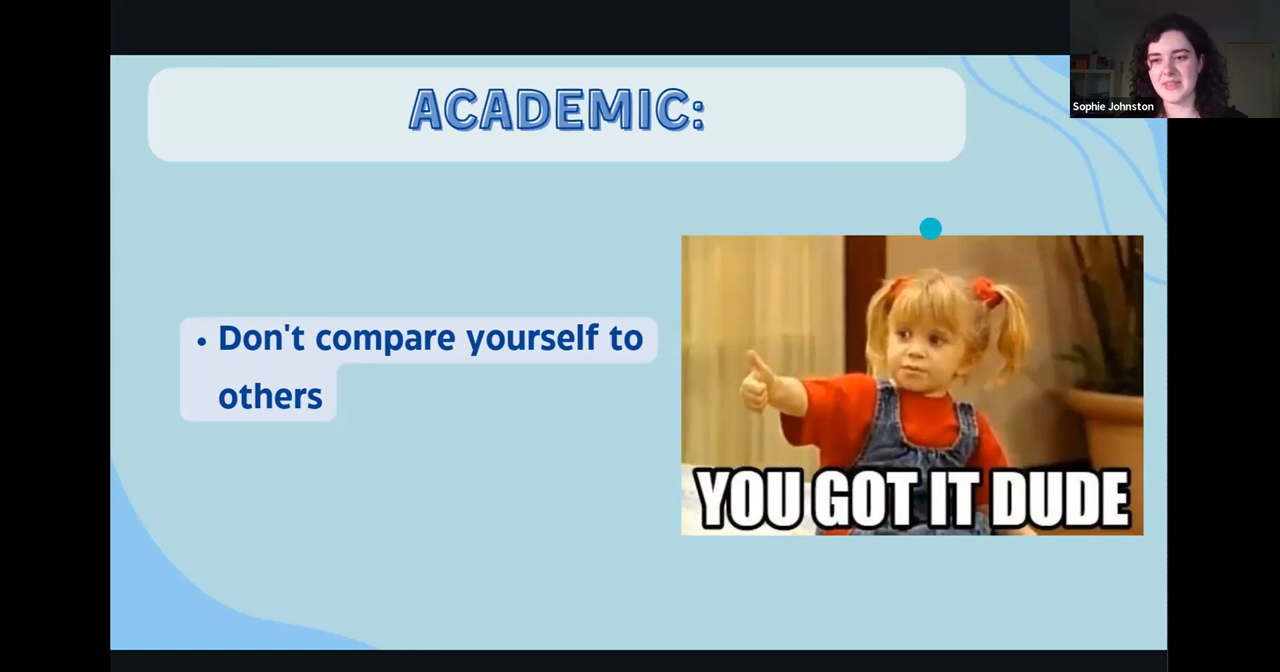 ACADEMIC:
Sophie Johnston
• Don't compare yourself to
others
YOU GOT IT DUDE